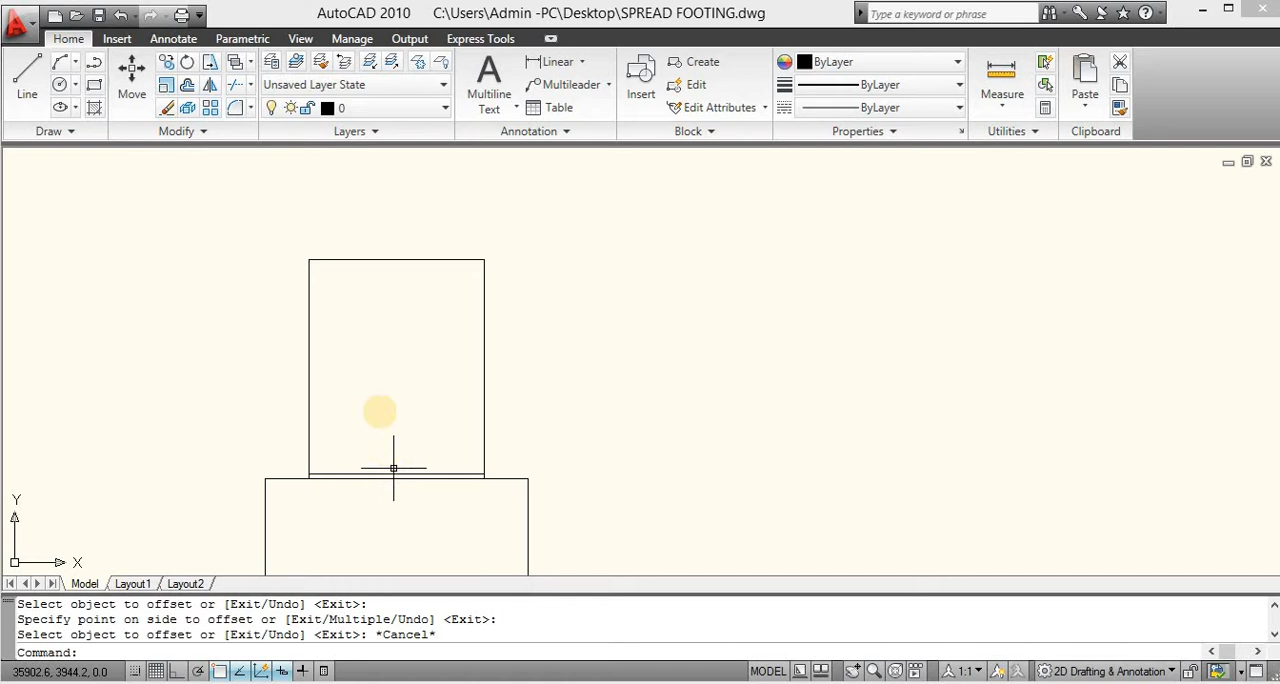 AutoCAD 2010 C:\Users\Admin -PC\Desktop\SPREAD FOOTING.dwg
Type a keyword or phrase
Home Insert Annotate Parametric View Manage Output Express Tools
Line
Move
Unsaved Layer State
0
Multiline Text
Linear
Multileader
Table
Insert
Create
Edit
Edit Attributes
ByLayer
ByLayer
ByLayer
Measure
Paste
Draw Modify Layers Annotation Block Properties Utilities Clipboard
Y
X
Model Layout1 Layout2
Select object to offset or [Exit/Undo] <Exit>:
Specify point on side to offset or [Exit/Multiple/Undo] <Exit>:
Select object to offset or [Exit/Undo] <Exit>: *Cancel*
Command:
35902.6, 3944.2, 0.0 MODEL 1:1 2D Drafting & Annotation